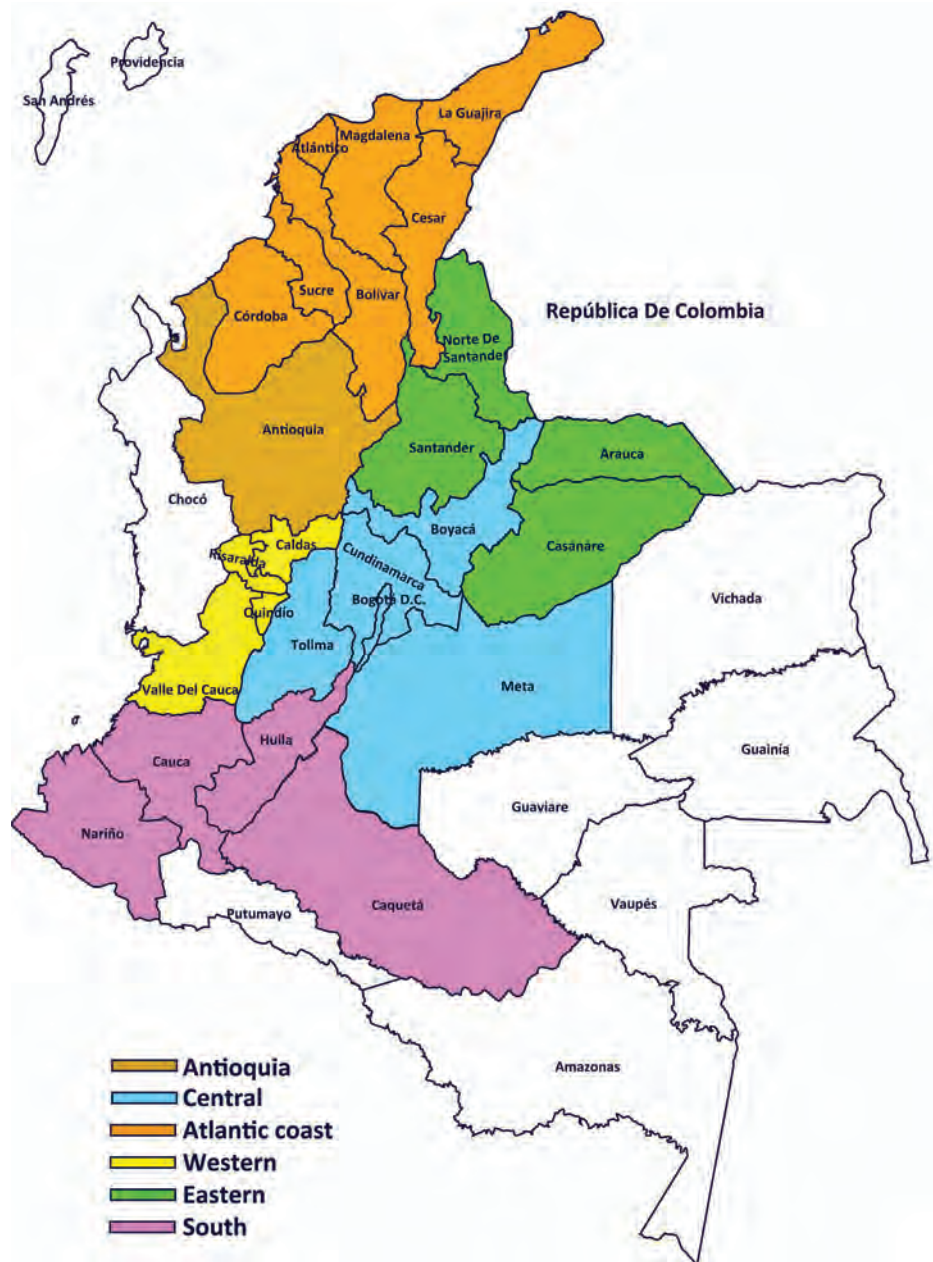 Providencia
San Andrés
La Guajira
Magdalena
Atlántico
Cesar
Sucre
Bolívar
Córdoba
República De Colombia
Norte De
Santander
Antioquia
Santander
Arauca
Chocó
Boyacá
Caldas
Casánáre
Risaralda
Cundinamarca
Bogotá D.C.
Vichada
Quindío
Tolima
Meta
Valle Del Cauca
Huila
Guainía
Cauca
Guaviare
Nariño
Caquetá
Vaupés
Putumayo
Amazonas
Antioquia
Central
Atlantic coast
Western
Eastern
South